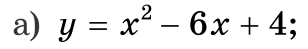 а) y = x² − 6x + 4;